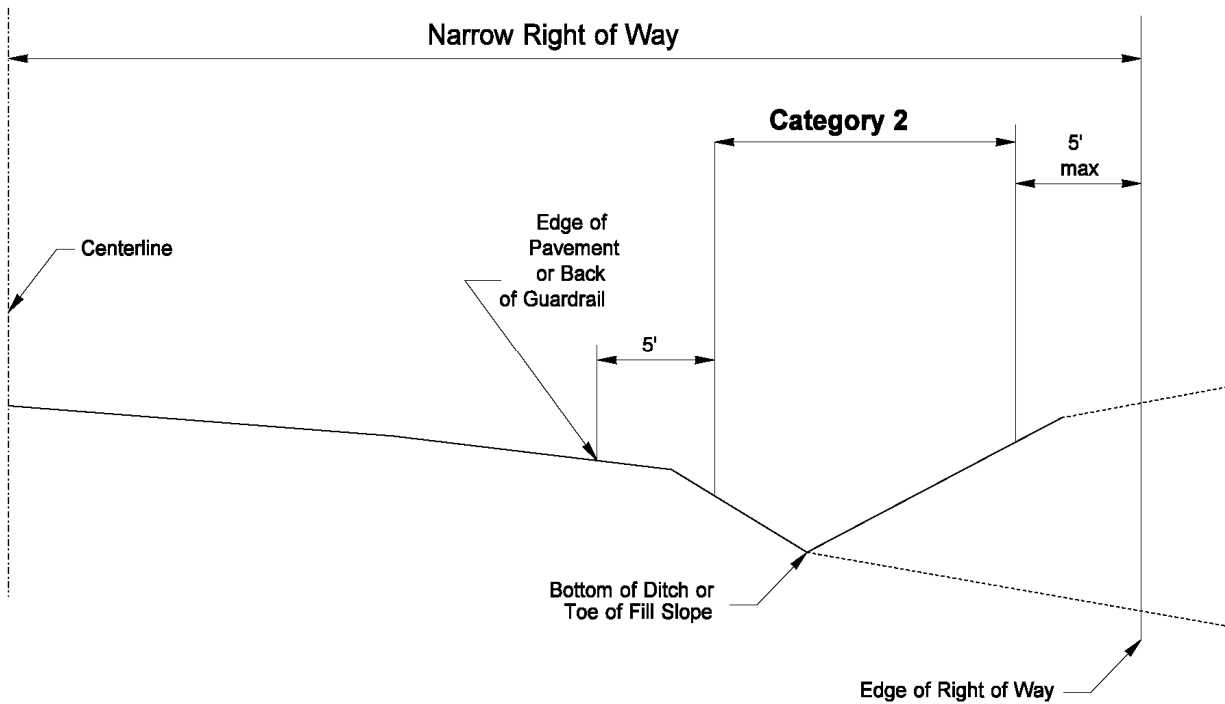 Narrow Right of Way
Category 2
5'
max
Centerline
Edge of
Pavement
or Back
of Guardrail
5'
Bottom of Ditch or
Toe of Fill Slope
Edge of Right of Way